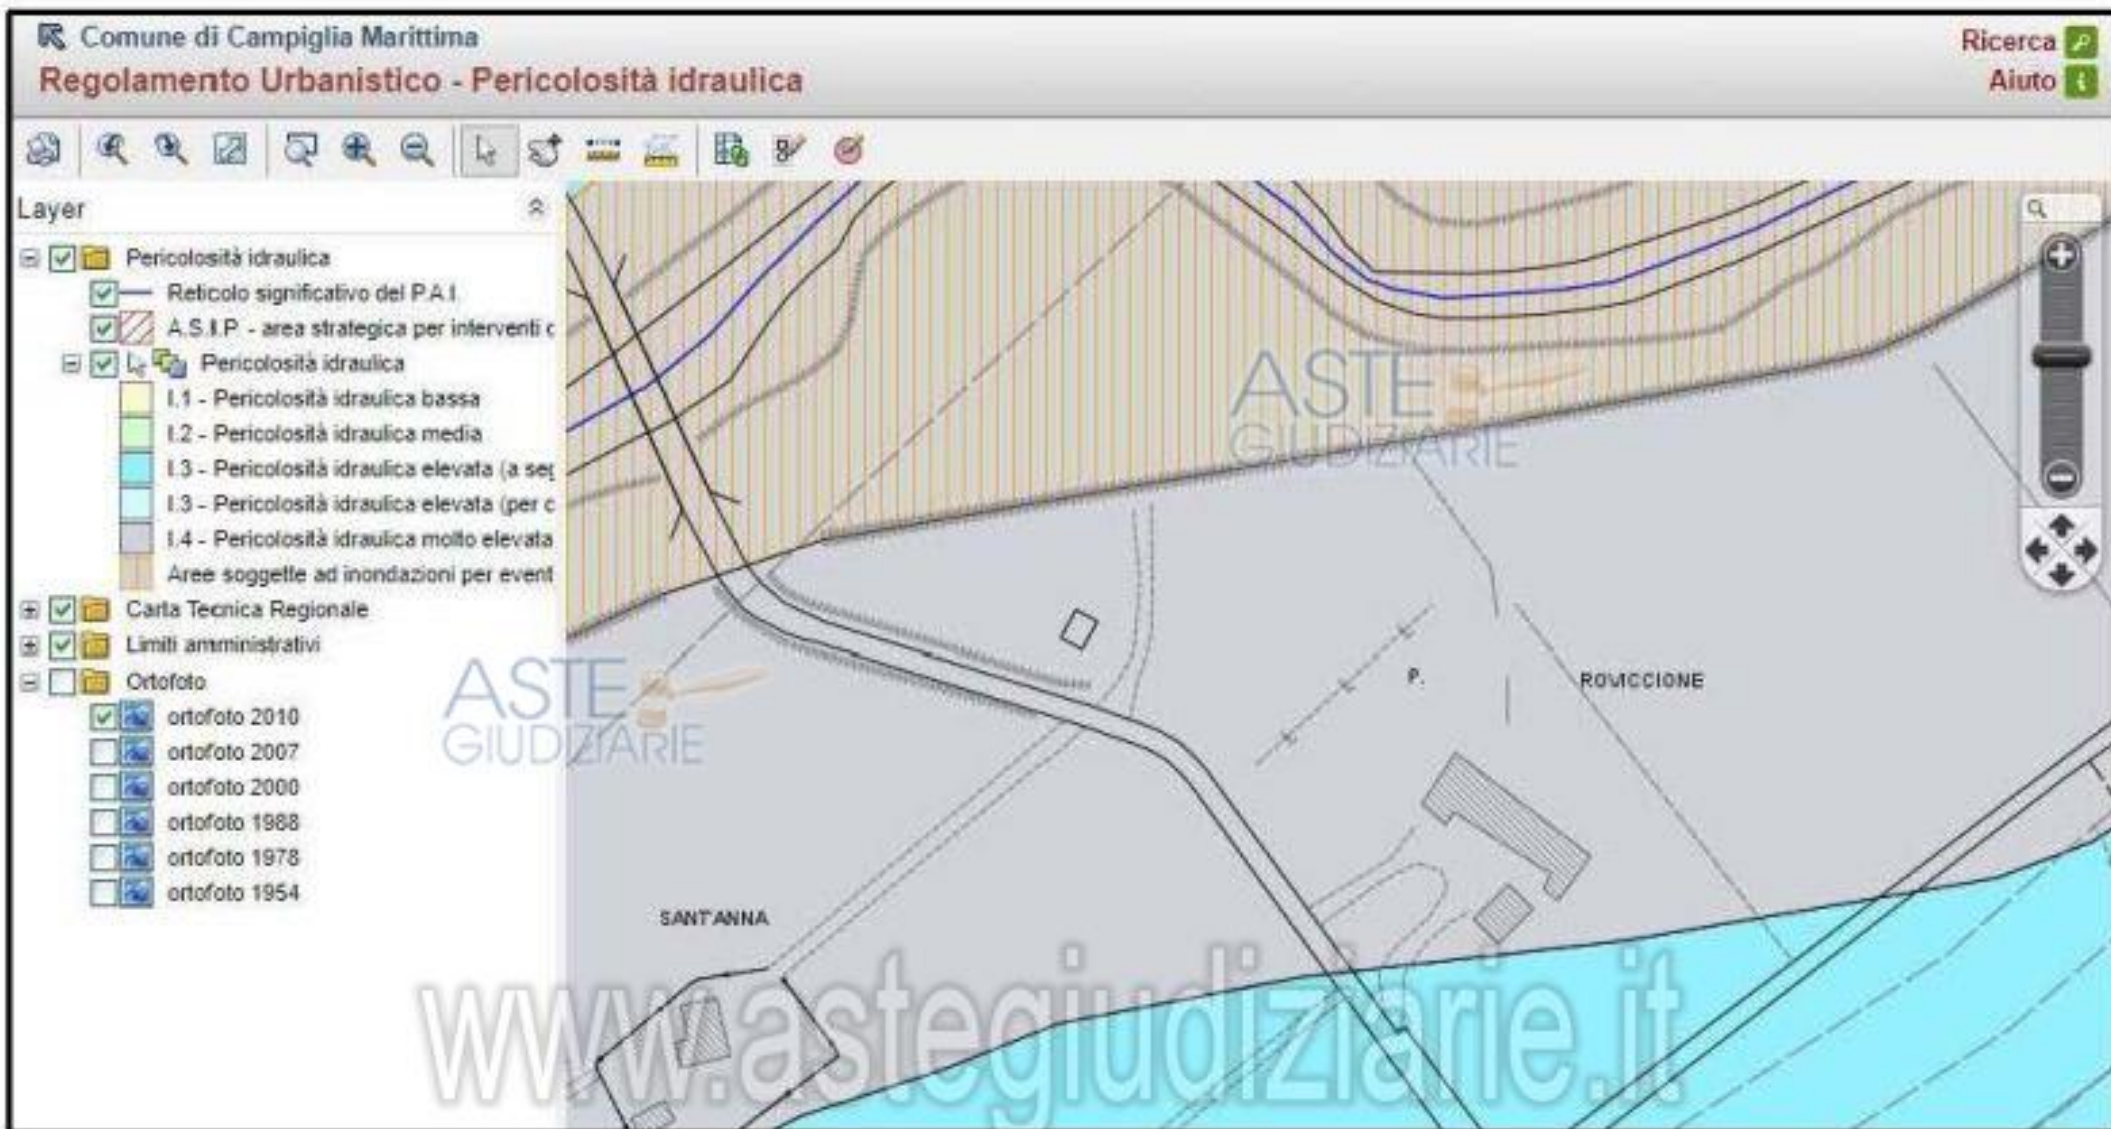 Comune di Campiglia Marittima
Regolamento Urbanistico - Pericolosità idraulica
Ricerca
Aiuto
Layer
Pericolosità idraulica
Reticolo significativo del P.A.I.
A.S.I.P. - area strategica per interventi d
Pericolosità idraulica
I.1 - Pericolosità idraulica bassa
I.2 - Pericolosità idraulica media
I.3 - Pericolosità idraulica elevata (a seg
I.3 - Pericolosità idraulica elevata (per c
I.4 - Pericolosità idraulica molto elevata
Aree soggette ad inondazioni per event
Carta Tecnica Regionale
Limiti amministrativi
Ortofoto
ortofoto 2010
ortofoto 2007
ortofoto 2000
ortofoto 1988
ortofoto 1978
ortofoto 1954
ASTE
GIUDIZIARIE
ASTE
GIUDIZIARIE
P.
ROVICCIONE
SANT'ANNA
www.astegiudiziarie.it